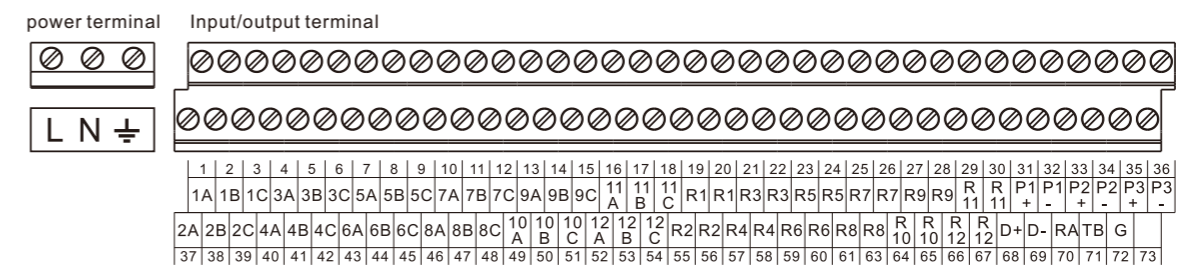 power terminal Input/output terminal
L N ⏚
1 2 3 4 5 6 7 8 9 10 11 12 13 14 15 16 17 18 19 20 21 22 23 24 25 26 27 28 29 30 31 32 33 34 35 36
1A 1B 1C 3A 3B 3C 5A 5B 5C 7A 7B 7C 9A 9B 9C 11A 11B 11C R1 R1 R3 R3 R5 R5 R7 R7 R9 R9 R11 R11 P1+ P1- P2+ P2- P3+ P3-
2A 2B 2C 4A 4B 4C 6A 6B 6C 8A 8B 8C 10A 10B 10C 12A 12B 12C R2 R2 R4 R4 R6 R6 R8 R8 R10 R10 R12 R12 D+ D- RA TB G
37 38 39 40 41 42 43 44 45 46 47 48 49 50 51 52 53 54 55 56 57 58 59 60 61 62 63 64 65 66 67 68 69 70 71 72 73